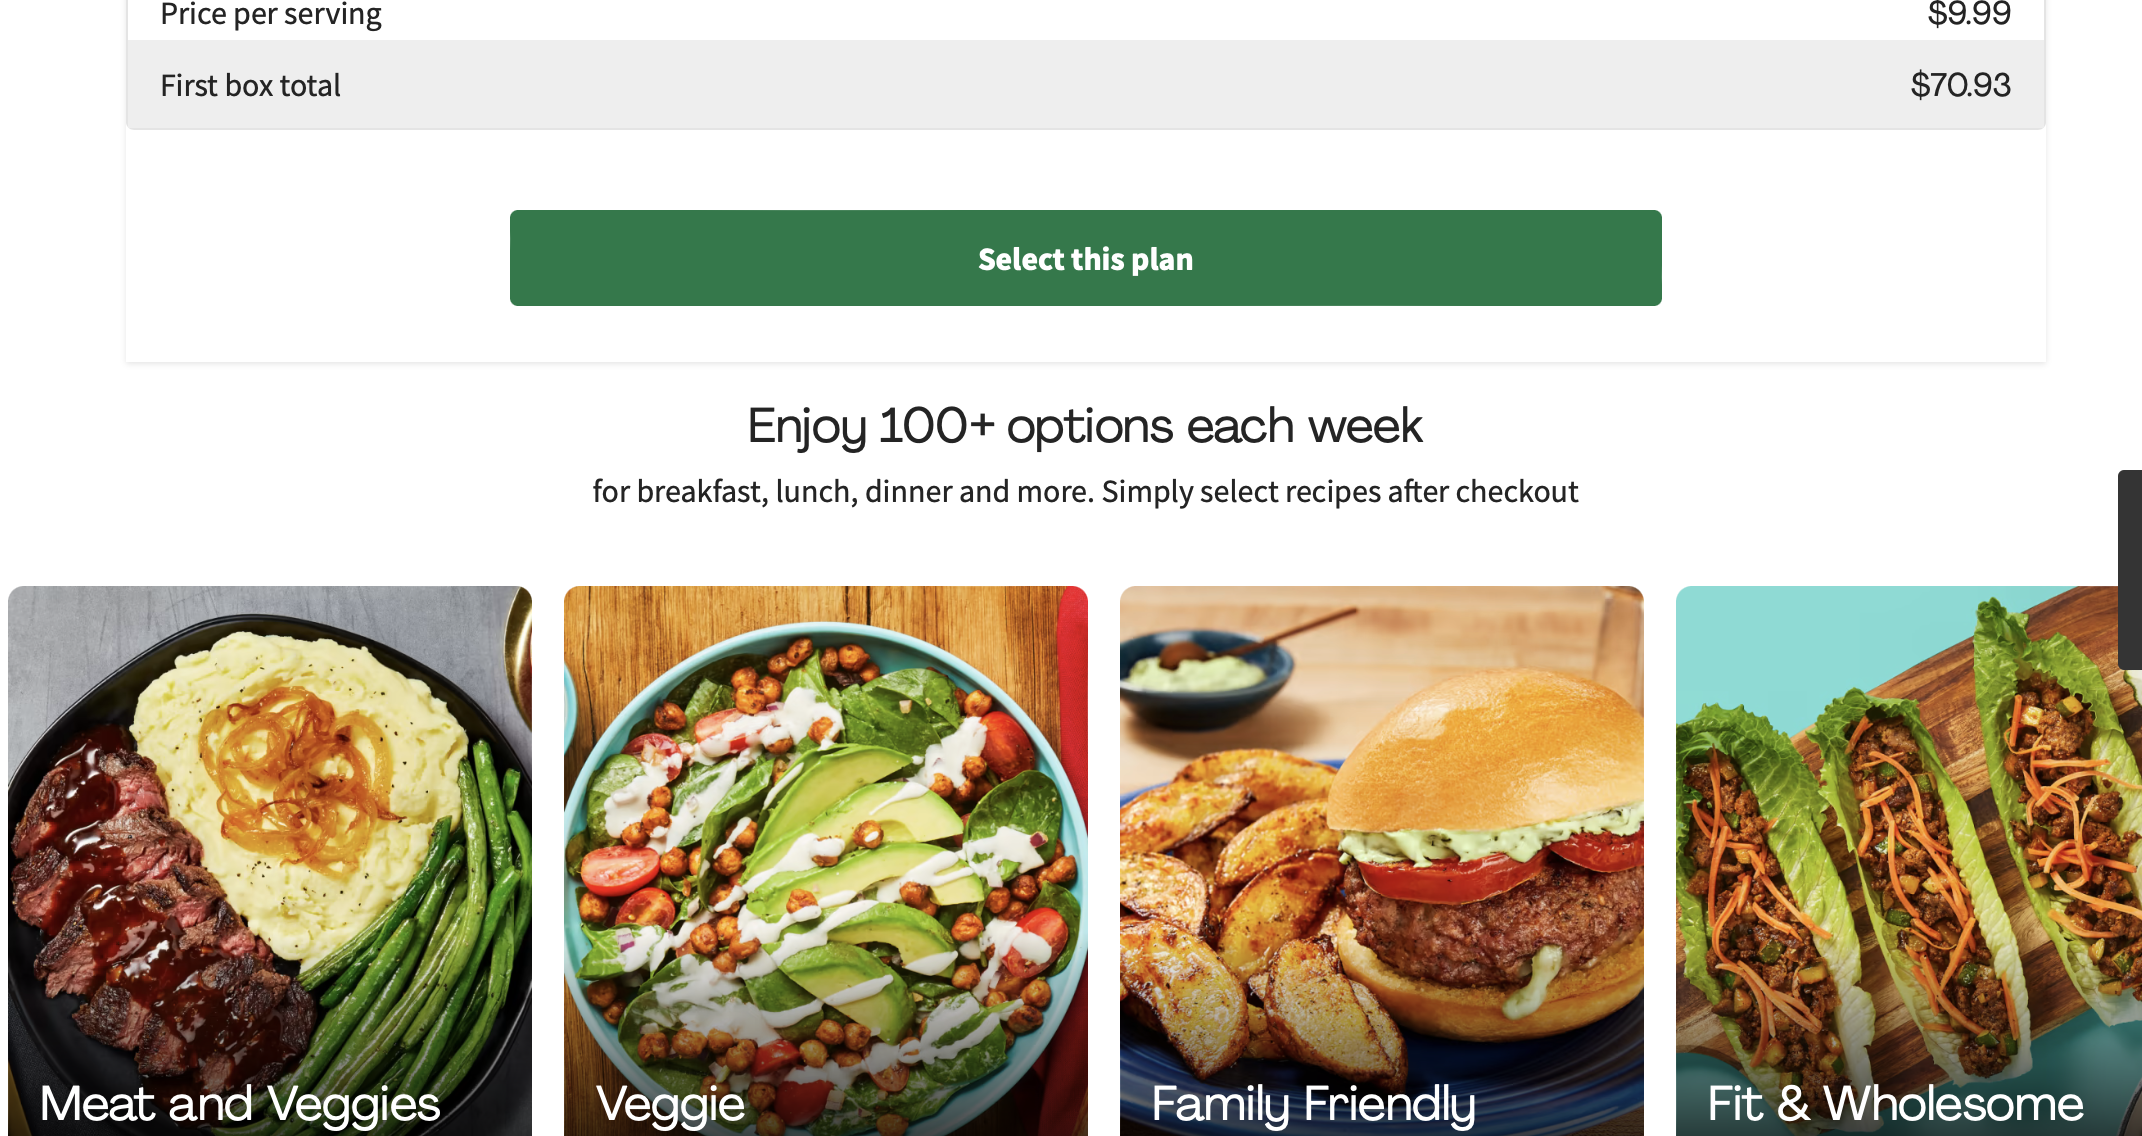 Price per serving $9.99
First box total $70.93
Select this plan
Enjoy 100+ options each week
for breakfast, lunch, dinner and more. Simply select recipes after checkout
Meat and Veggies
Veggie
Family Friendly
Fit & Wholesome